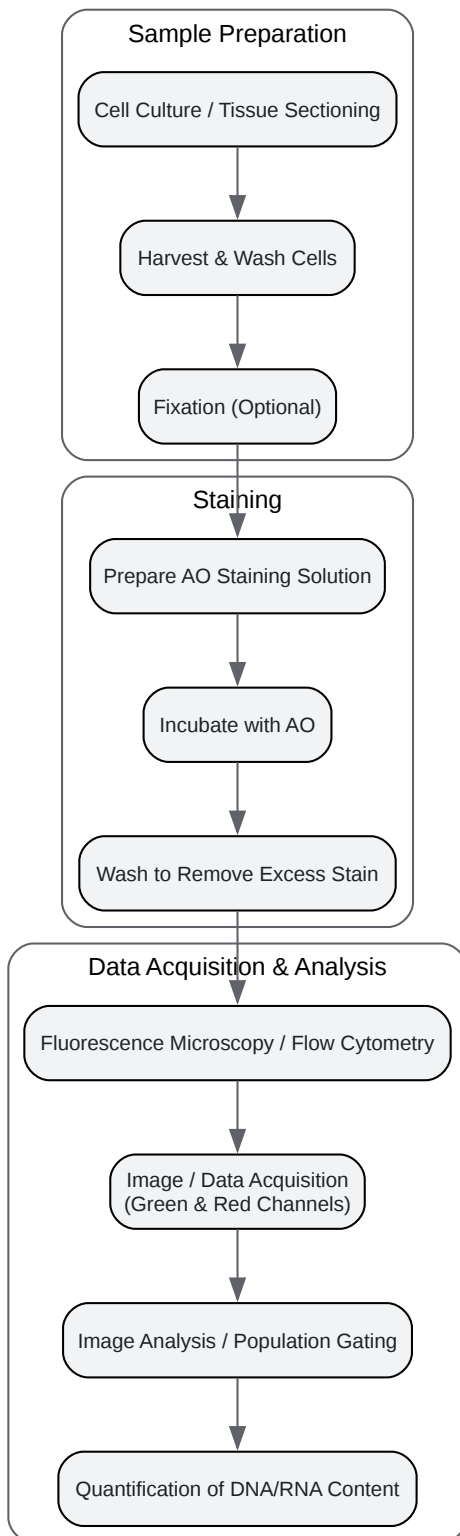 Sample Preparation
Cell Culture / Tissue Sectioning
Harvest & Wash Cells
Fixation (Optional)
Staining
Prepare AO Staining Solution
Incubate with AO
Wash to Remove Excess Stain
Data Acquisition & Analysis
Fluorescence Microscopy / Flow Cytometry
Image / Data Acquisition
(Green & Red Channels)
Image Analysis / Population Gating
Quantification of DNA/RNA Content